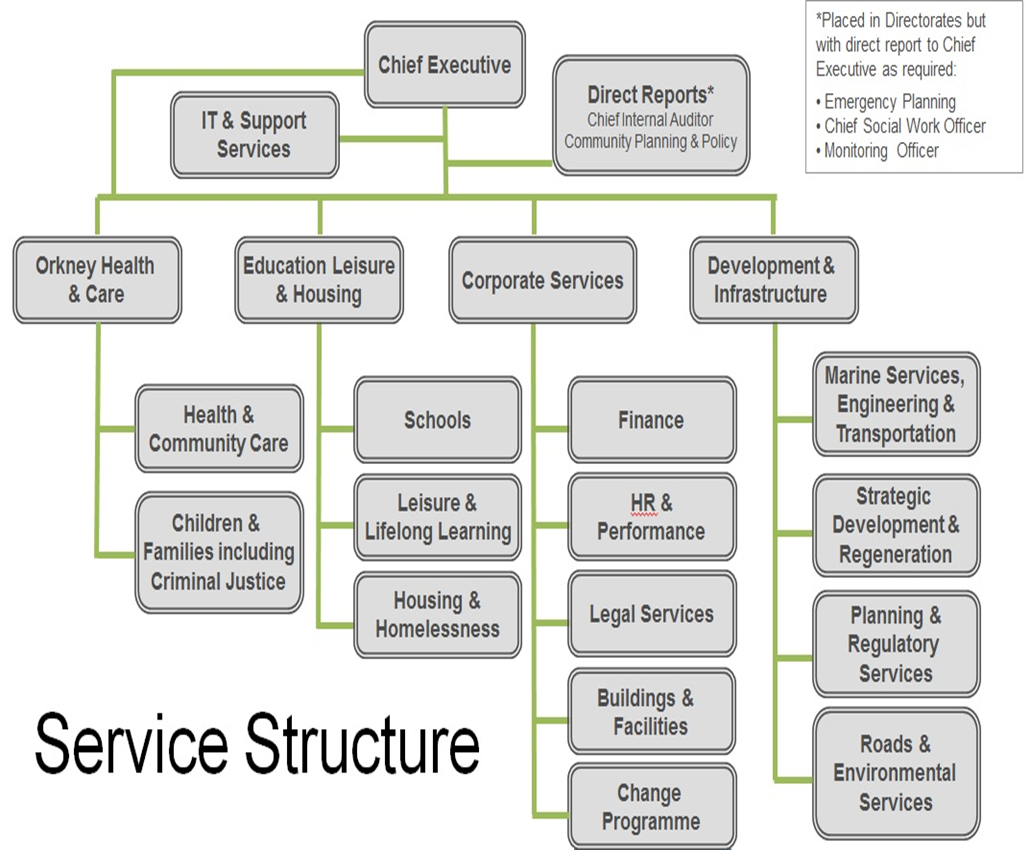 Chief Executive
IT & Support
Services
Direct Reports*
Chief Internal Auditor
Community Planning & Policy
*Placed in Directorates but
with direct report to Chief
Executive as required:
• Emergency Planning
• Chief Social Work Officer
• Monitoring Officer
Orkney Health
& Care
Education Leisure
& Housing
Corporate Services
Development &
Infrastructure
Health &
Community Care
Children &
Families including
Criminal Justice
Schools
Leisure &
Lifelong Learning
Housing &
Homelessness
Finance
HR &
Performance
Legal Services
Buildings &
Facilities
Change
Programme
Marine Services,
Engineering &
Transportation
Strategic
Development &
Regeneration
Planning &
Regulatory
Services
Roads &
Environmental
Services
Service Structure